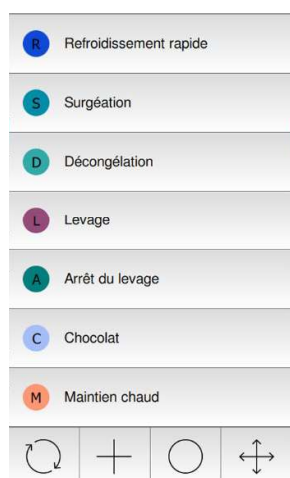 R Refroidissement rapide
S Surgéation
D Décongélation
L Levage
A Arrêt du levage
C Chocolat
M Maintien chaud